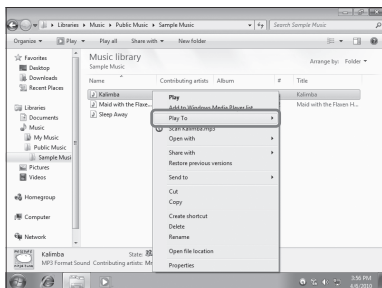 Libraries ▸ Music ▸ Public Music ▸ Sample Music
Search Sample Music
Organize
Play
Play all
Share with
New folder
Favorites
Desktop
Downloads
Recent Places
Libraries
Documents
Music
My Music
Public Music
Sample Musi
Pictures
Videos
Homegroup
Computer
Network
Music library
Sample Music
Arrange by: Folder
Name
Contributing artists
Album
#
Title
Kalimba
Maid with the Flaxe...
Sleep Away
Kalimba
Maid with the Flaxen H...
Play
Add to Windows Media Player list
Play To
Scan Kalimba.mp3
Open with
Share with
Restore previous versions
Send to
Cut
Copy
Create shortcut
Delete
Rename
Open file location
Properties
Kalimba
State:
MP3 Format Sound
Contributing artists:
3:56 PM